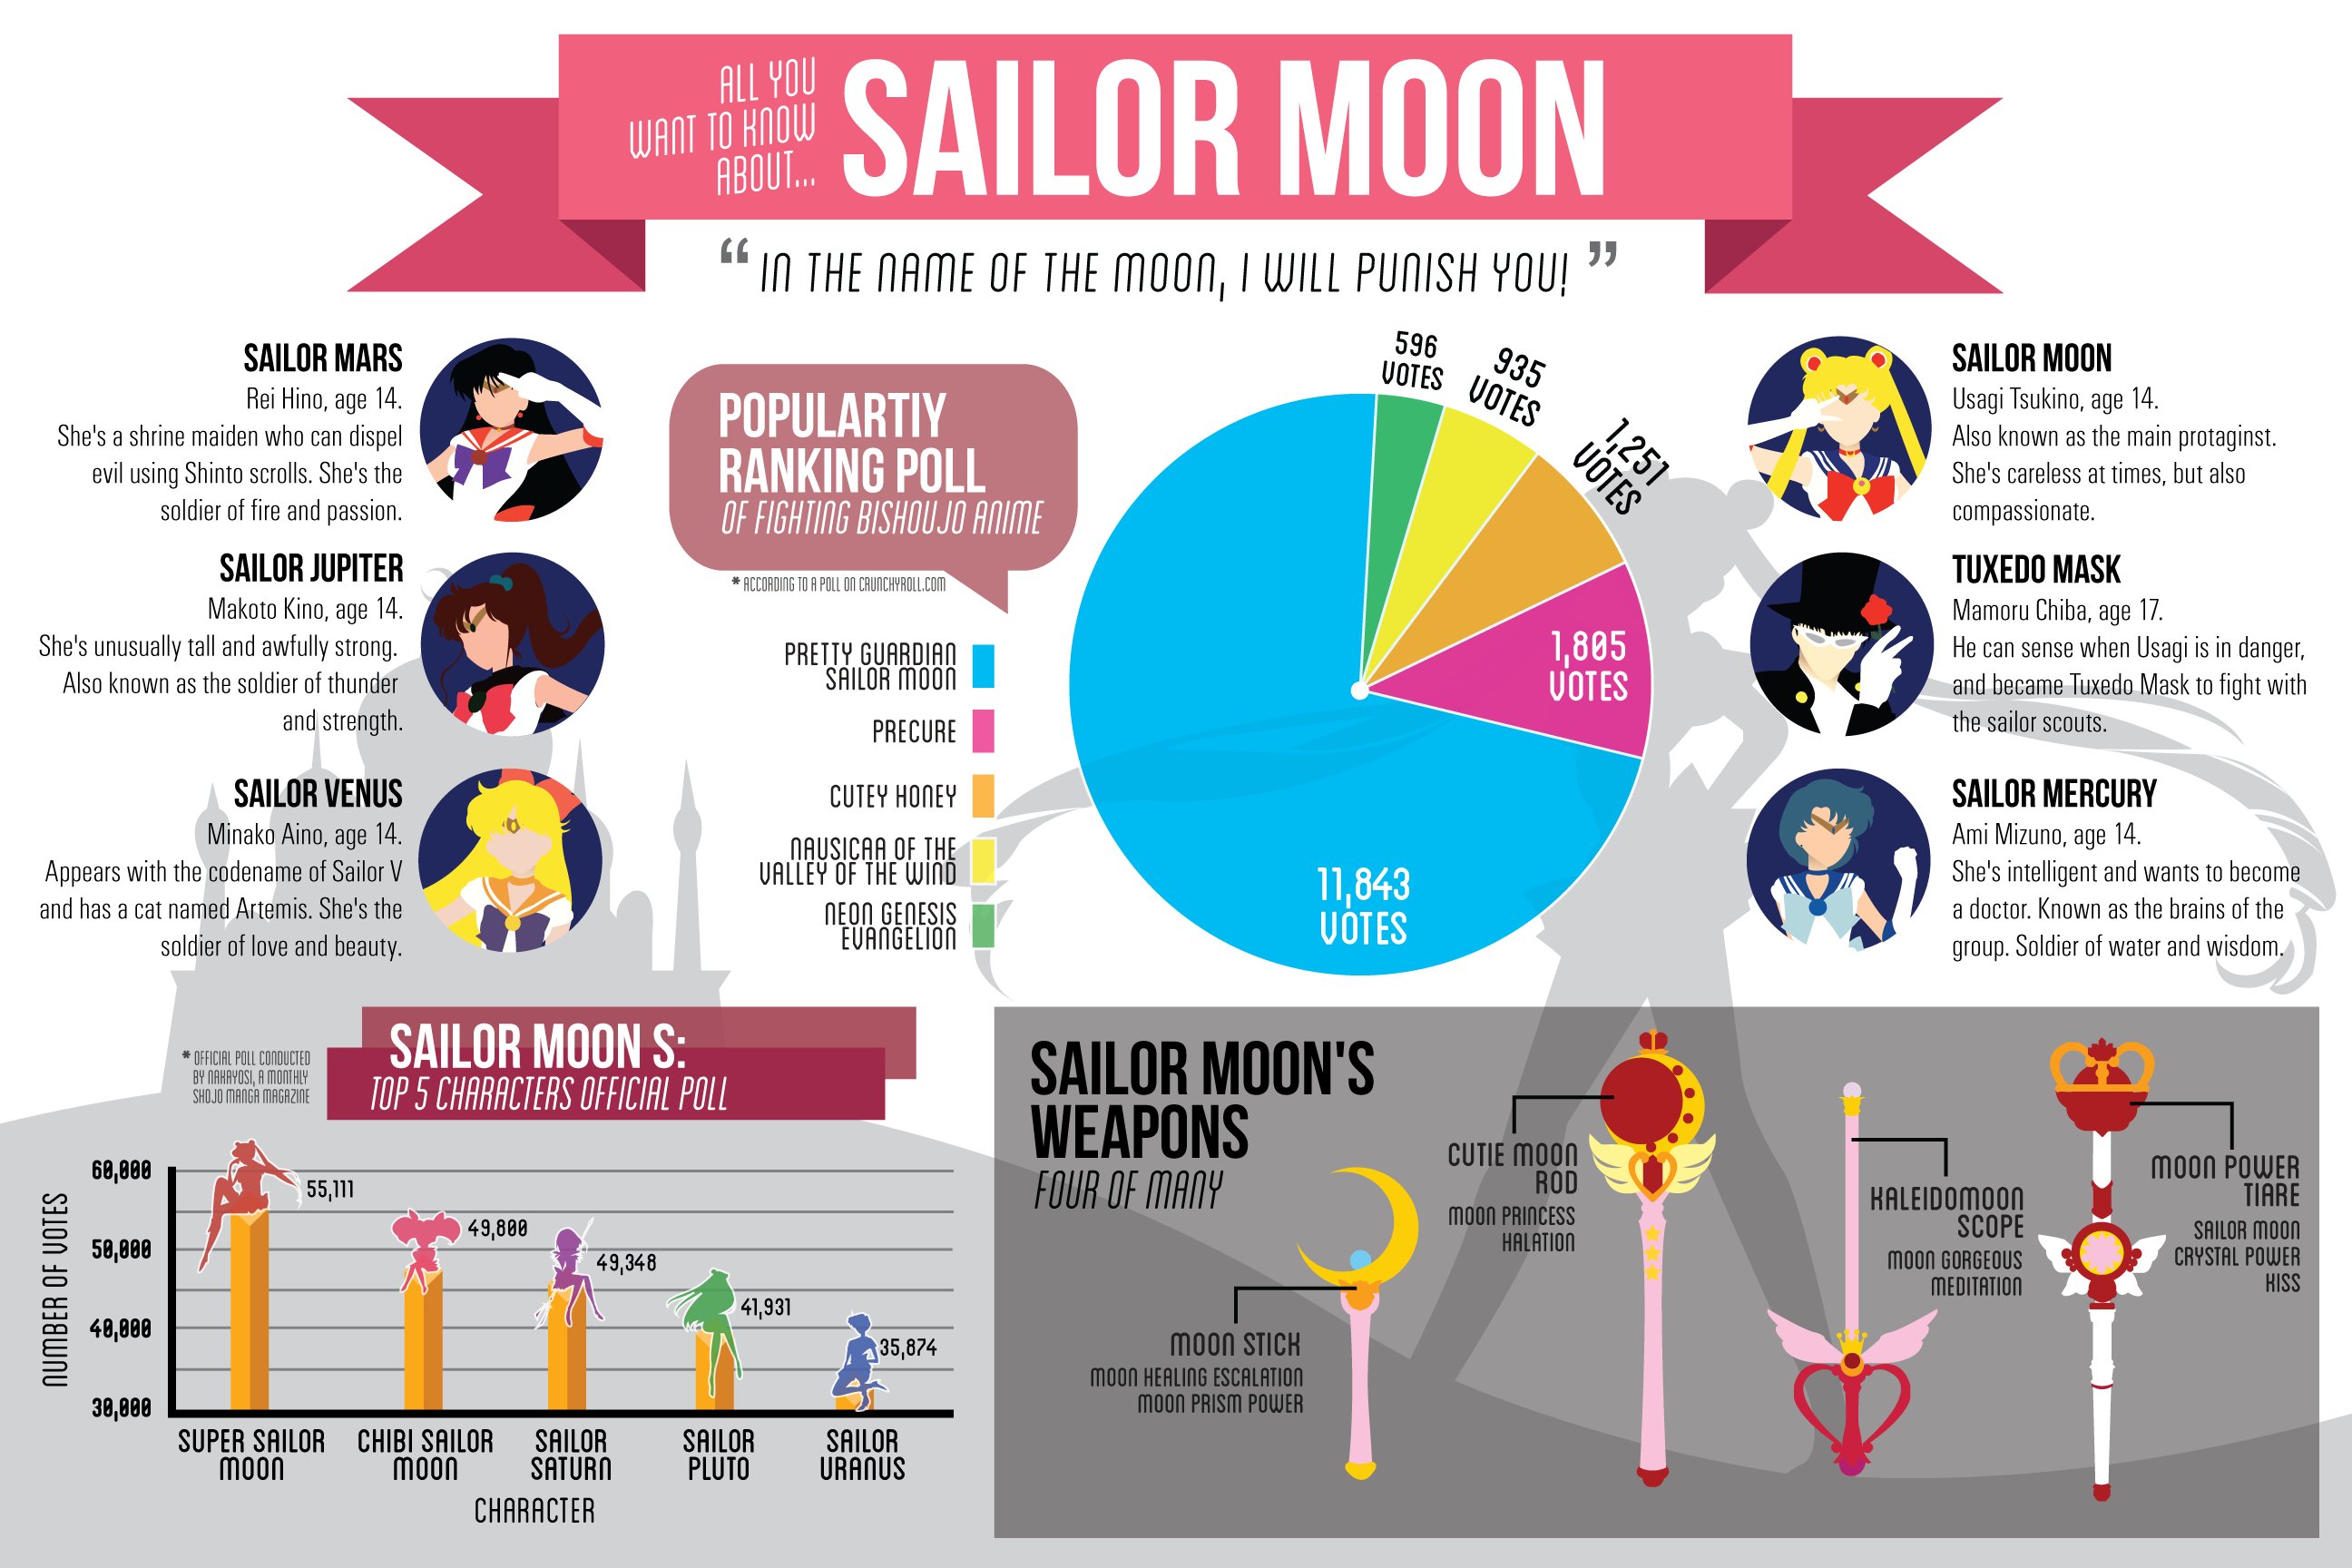 ALL YOU
WANT TO KNOW
ABOUT...
SAILOR MOON
“ IN THE NAME OF THE MOON, I WILL PUNISH YOU! ”
SAILOR MARS
Rei Hino, age 14.
She's a shrine maiden who can dispel
evil using Shinto scrolls. She's the
soldier of fire and passion.
SAILOR JUPITER
Makoto Kino, age 14.
She's unusually tall and awfully strong.
Also known as the soldier of thunder
and strength.
SAILOR VENUS
Minako Aino, age 14.
Appears with the codename of Sailor V
and has a cat named Artemis. She's the
soldier of love and beauty.
POPULARTIY
RANKING POLL
OF FIGHTING BISHOUJO ANIME
* ACCORDING TO A POLL ON CRUNCHYROLL.COM
PRETTY GUARDIAN
SAILOR MOON
PRECURE
CUTEY HONEY
NAUSICAA OF THE
VALLEY OF THE WIND
NEON GENESIS
EVANGELION
596
VOTES
935
VOTES
1,251
VOTES
1,805
VOTES
11,843
VOTES
SAILOR MOON
Usagi Tsukino, age 14.
Also known as the main protaginst.
She's careless at times, but also
compassionate.
TUXEDO MASK
Mamoru Chiba, age 17.
He can sense when Usagi is in danger,
and became Tuxedo Mask to fight with
the sailor scouts.
SAILOR MERCURY
Ami Mizuno, age 14.
She's intelligent and wants to become
a doctor. Known as the brains of the
group. Soldier of water and wisdom.
* OFFICIAL POLL CONDUCTED
BY NAKAYOSI, A MONTHLY
SHOJO MANGA MAGAZINE
SAILOR MOON S:
TOP 5 CHARACTERS OFFICIAL POLL
NUMBER OF VOTES
60,000
50,000
40,000
30,000
55,111
49,800
49,348
41,931
35,874
SUPER SAILOR
MOON
CHIBI SAILOR
MOON
SAILOR
SATURN
SAILOR
PLUTO
SAILOR
URANUS
CHARACTER
SAILOR MOON'S
WEAPONS
FOUR OF MANY
MOON STICK
MOON HEALING ESCALATION
MOON PRISM POWER
CUTIE MOON
ROD
MOON PRINCESS
HALATION
KALEIDOMOON
SCOPE
MOON GORGEOUS
MEDITATION
MOON POWER
TIARE
SAILOR MOON
CRYSTAL POWER
KISS